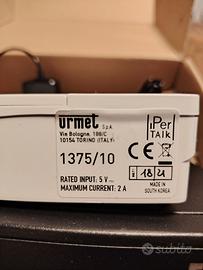 urmet S.p.A.
Via Bologna, 188/C
10154 TORINO (ITALY)
1375/10
RATED INPUT: 5 V
MAXIMUM CURRENT: 2 A
iPer
TAlk
CE
18 21
MADE IN
SOUTH KOREA
subito